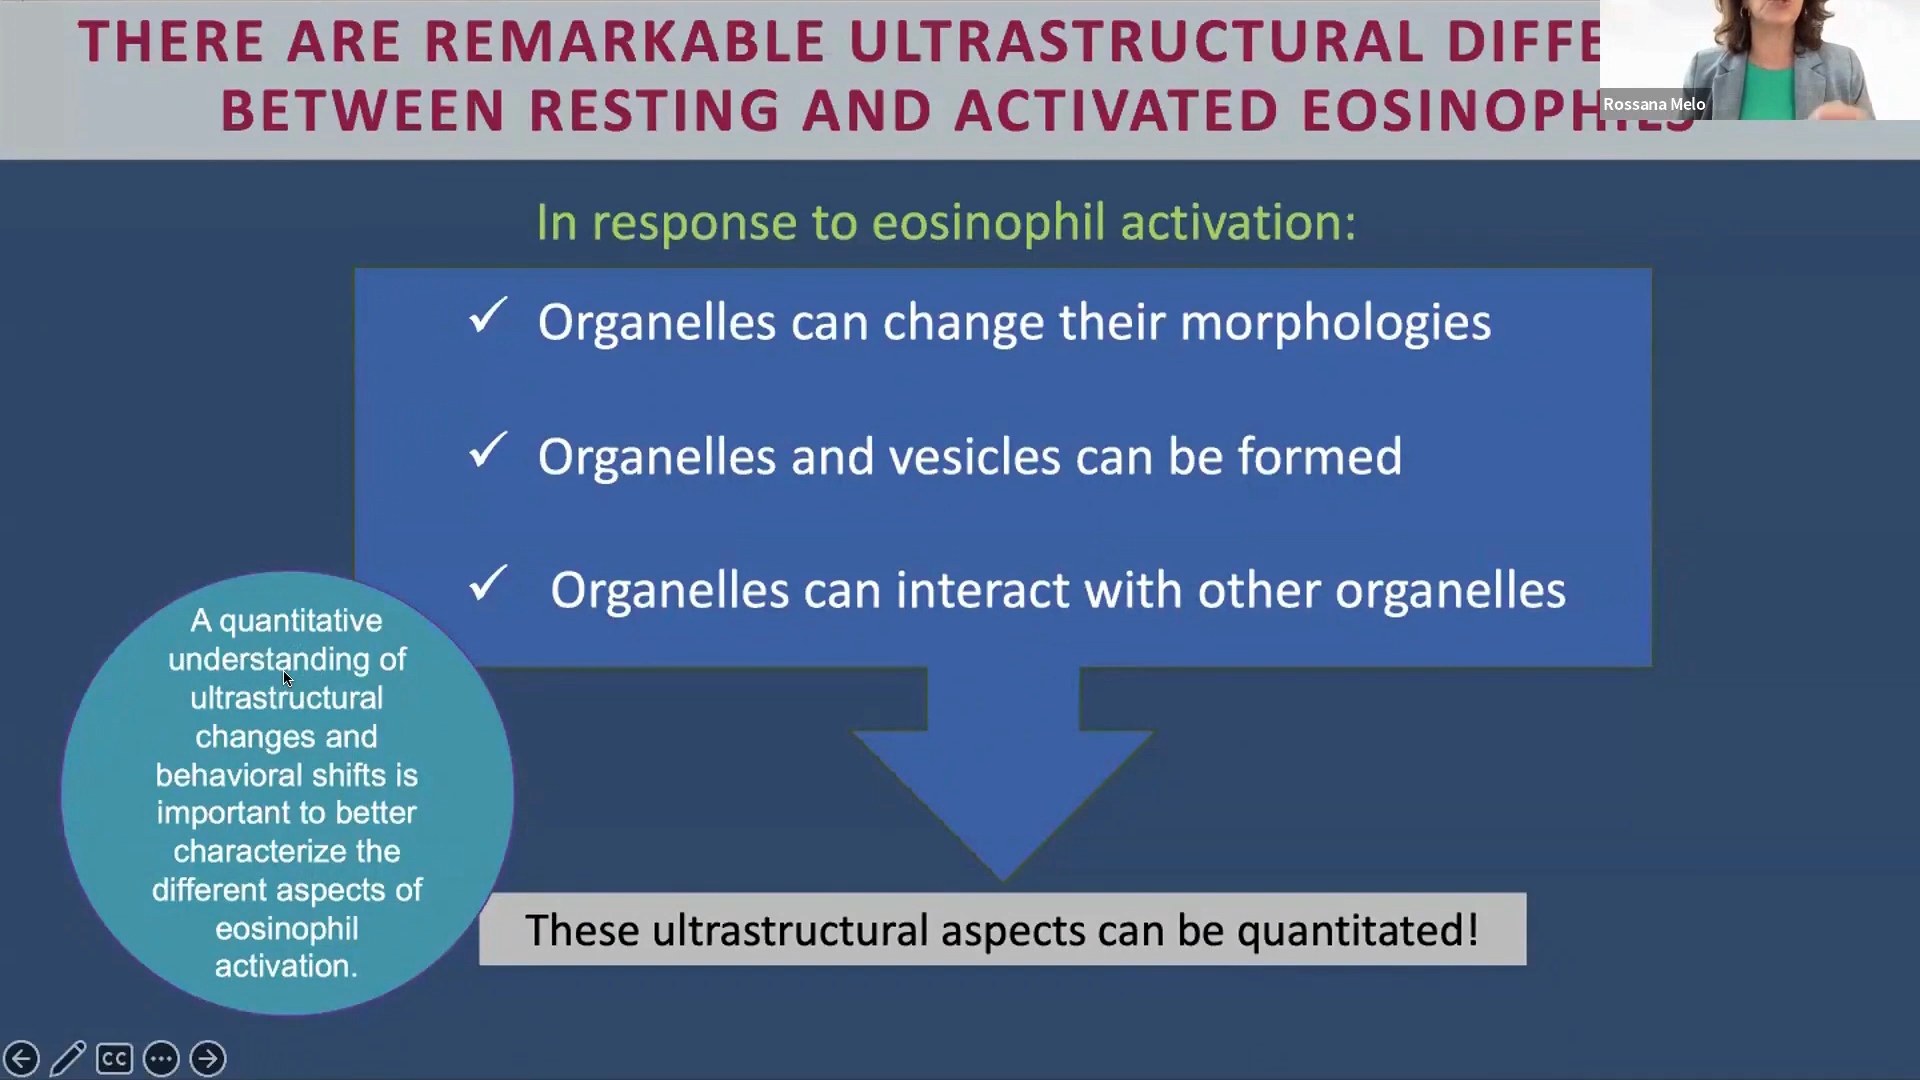 THERE ARE REMARKABLE ULTRASTRUCTURAL
BETWEEN RESTING AND ACTIVATED EOSINOPHILS
Rossana Melo
In response to eosinophil activation:
✓ Organelles can change their morphologies
✓ Organelles and vesicles can be formed
✓ Organelles can interact with other organelles
A quantitative
understanding of
ultrastructural
changes and
behavioral shifts is
important to better
characterize the
different aspects of
eosinophil
activation.
These ultrastructural aspects can be quantitated!
CC